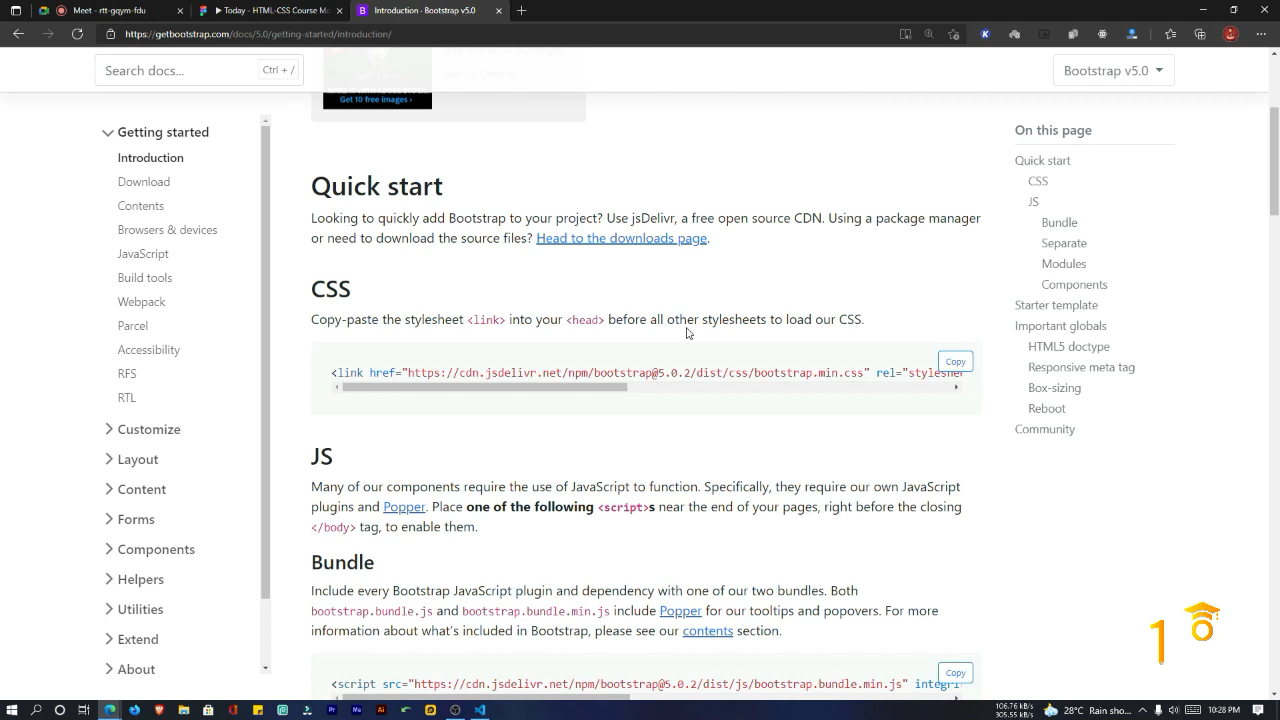 Meet - rtt-gqym-fdu
Today - HTML-CSS Course M
Introduction · Bootstrap v5.0
https://getbootstrap.com/docs/5.0/getting-started/introduction/
Search docs...
Ctrl + /
Bootstrap v5.0
Get 10 free images ›
Getting started
Introduction
Download
Contents
Browsers & devices
JavaScript
Build tools
Webpack
Parcel
Accessibility
RFS
RTL
Customize
Layout
Content
Forms
Components
Helpers
Utilities
Extend
About
Quick start
Looking to quickly add Bootstrap to your project? Use jsDelivr, a free open source CDN. Using a package manager
or need to download the source files? Head to the downloads page.
CSS
Copy-paste the stylesheet <link> into your <head> before all other stylesheets to load our CSS.
Copy
<link href="https://cdn.jsdelivr.net/npm/bootstrap@5.0.2/dist/css/bootstrap.min.css" rel="styleshe
JS
Many of our components require the use of JavaScript to function. Specifically, they require our own JavaScript
plugins and Popper. Place one of the following <script>s near the end of your pages, right before the closing
</body> tag, to enable them.
Bundle
Include every Bootstrap JavaScript plugin and dependency with one of our two bundles. Both
bootstrap.bundle.js and bootstrap.bundle.min.js include Popper for our tooltips and popovers. For more
information about what's included in Bootstrap, please see our contents section.
Copy
<script src="https://cdn.jsdelivr.net/npm/bootstrap@5.0.2/dist/js/bootstrap.bundle.min.js" integri
On this page
Quick start
CSS
JS
Bundle
Separate
Modules
Components
Starter template
Important globals
HTML5 doctype
Responsive meta tag
Box-sizing
Reboot
Community
106.76 kB/s
305.55 kB/s
28°C Rain sho...
10:28 PM